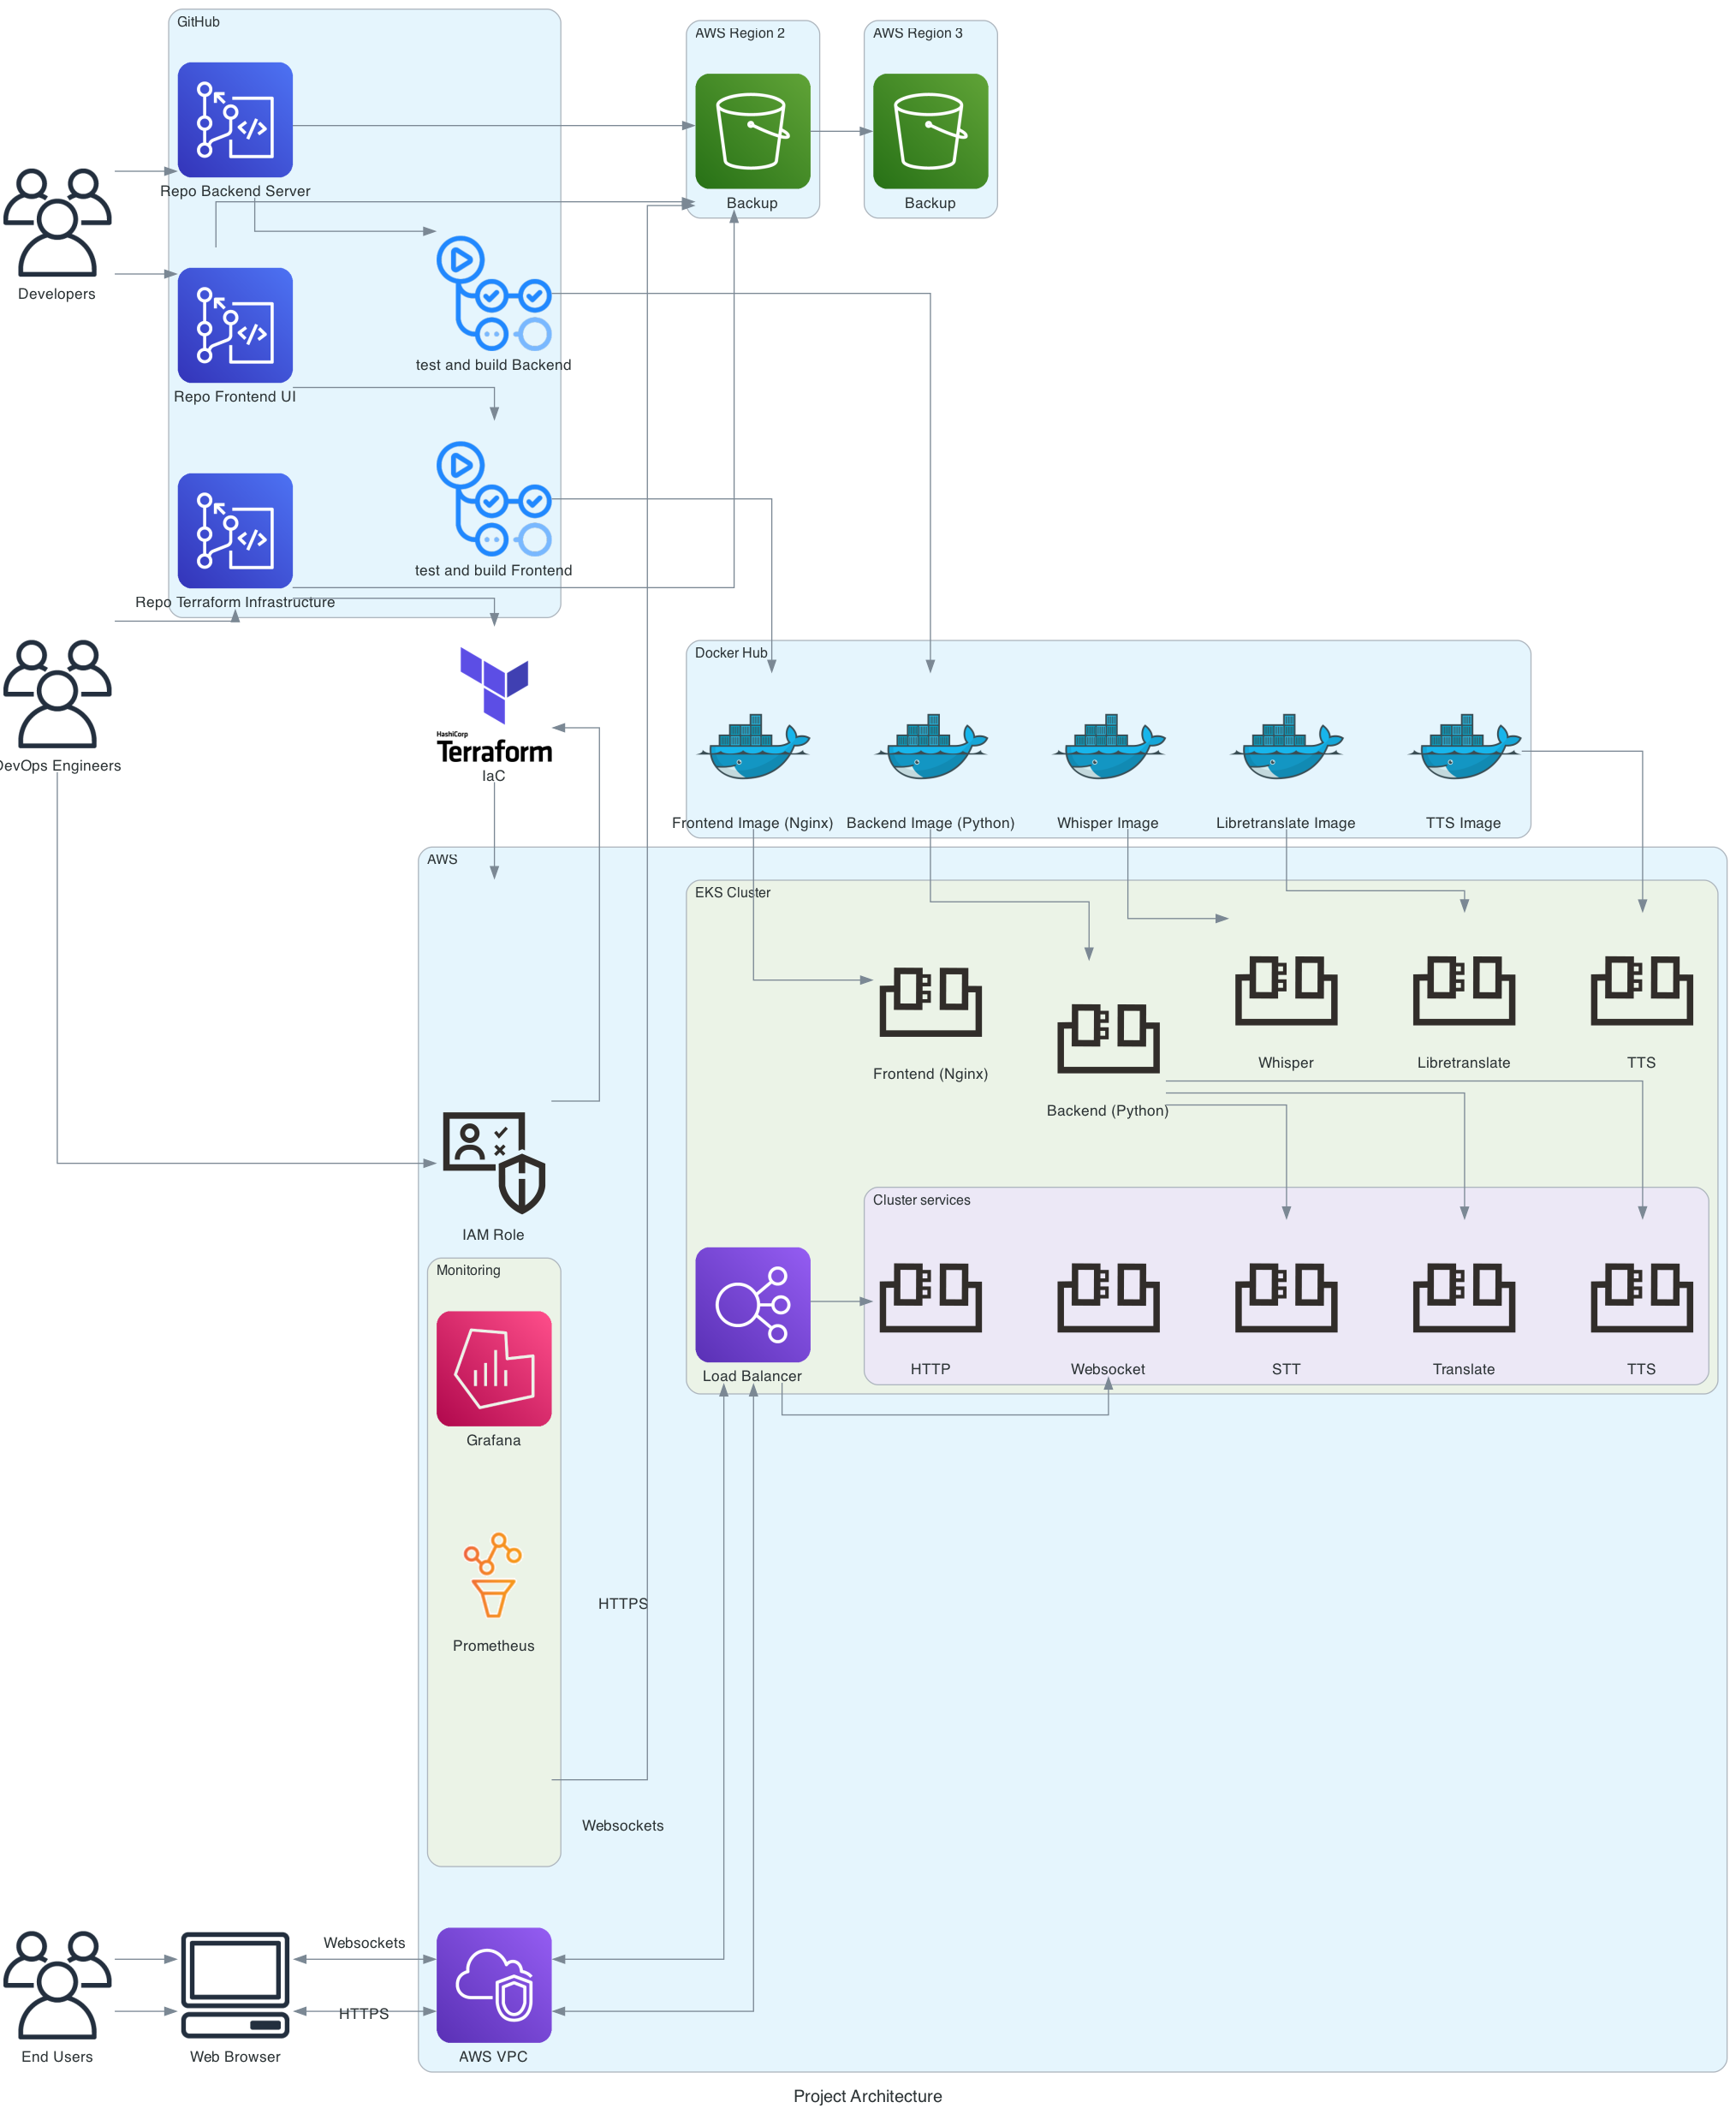 GitHub
AWS Region 2
AWS Region 3
Repo Backend Server
Backup
Backup
Developers
test and build Backend
Repo Frontend UI
test and build Frontend
Repo Terraform Infrastructure
Docker Hub
HashiCorp
Terraform
IaC
DevOps Engineers
Frontend Image (Nginx)
Backend Image (Python)
Whisper Image
Libretranslate Image
TTS Image
AWS
EKS Cluster
Frontend (Nginx)
Backend (Python)
Whisper
Libretranslate
TTS
IAM Role
Cluster services
Monitoring
Load Balancer
HTTP
Websocket
STT
Translate
TTS
Grafana
HTTPS
Prometheus
Websockets
Websockets
HTTPS
End Users
Web Browser
AWS VPC
Project Architecture